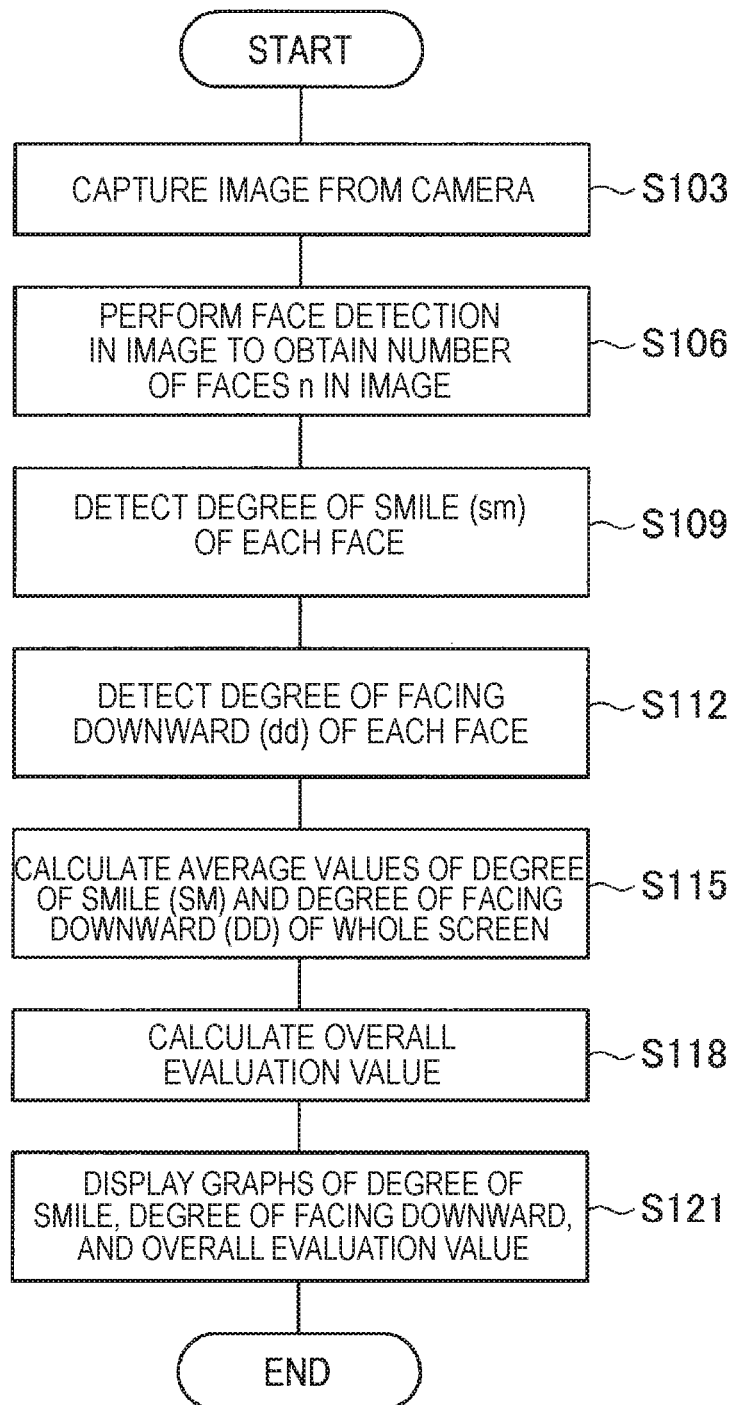 START
CAPTURE IMAGE FROM CAMERA
S103
PERFORM FACE DETECTION
IN IMAGE TO OBTAIN NUMBER
OF FACES n IN IMAGE
S106
DETECT DEGREE OF SMILE (sm)
OF EACH FACE
S109
DETECT DEGREE OF FACING
DOWNWARD (dd) OF EACH FACE
S112
CALCULATE AVERAGE VALUES OF DEGREE
OF SMILE (SM) AND DEGREE OF FACING
DOWNWARD (DD) OF WHOLE SCREEN
S115
CALCULATE OVERALL
EVALUATION VALUE
S118
DISPLAY GRAPHS OF DEGREE OF
SMILE, DEGREE OF FACING DOWNWARD,
AND OVERALL EVALUATION VALUE
S121
END